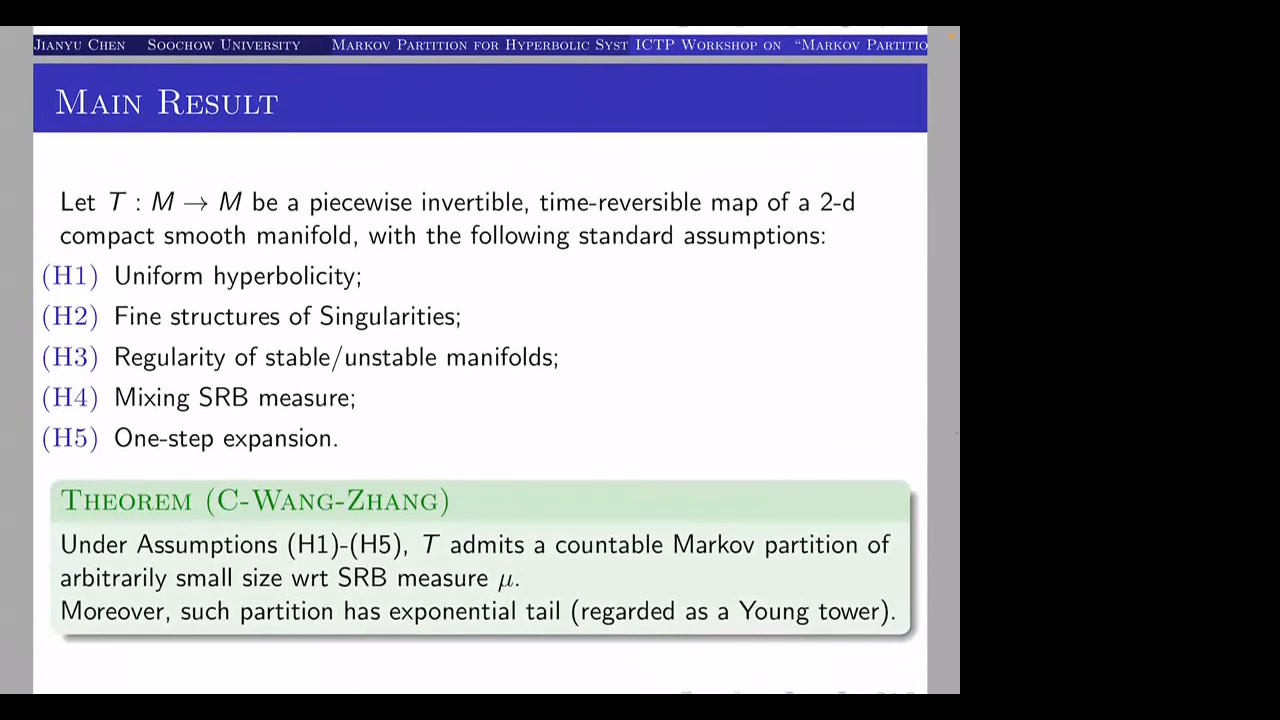 JIANYU CHEN SOOCHOW UNIVERSITY MARKOV PARTITION FOR HYPERBOLIC SYST ICTP WORKSHOP ON "MARKOV PARTITIO
MAIN RESULT
Let T : M → M be a piecewise invertible, time-reversible map of a 2-d
compact smooth manifold, with the following standard assumptions:
(H1) Uniform hyperbolicity;
(H2) Fine structures of Singularities;
(H3) Regularity of stable/unstable manifolds;
(H4) Mixing SRB measure;
(H5) One-step expansion.
THEOREM (C-WANG-ZHANG)
Under Assumptions (H1)-(H5), T admits a countable Markov partition of
arbitrarily small size wrt SRB measure μ.
Moreover, such partition has exponential tail (regarded as a Young tower).